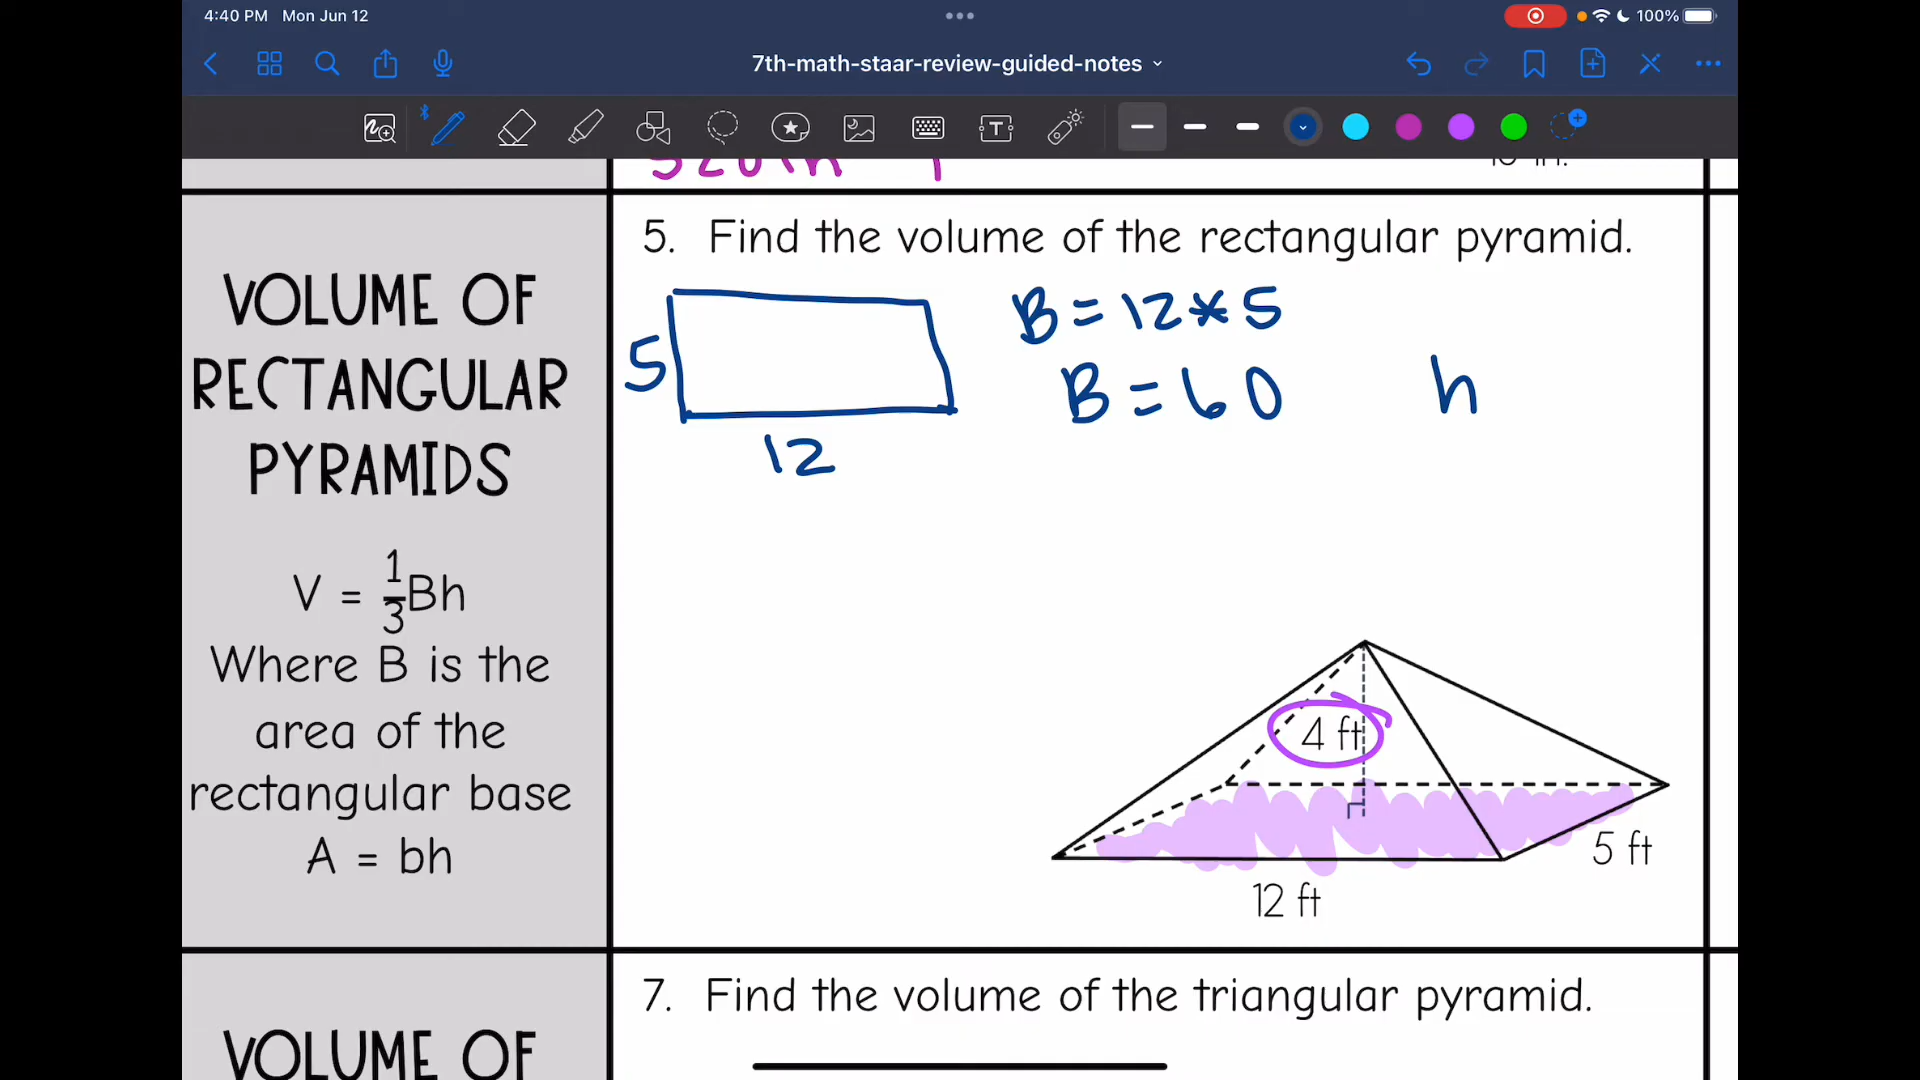 4:40 PM Mon Jun 12
100%
7th-math-staar-review-guided-notes
5. Find the volume of the rectangular pyramid.
VOLUME OF
RECTANGULAR
PYRAMIDS
V = 1/3Bh
Where B is the
area of the
rectangular base
A = bh
5
12
B = 12 * 5
B = 60
h
4 ft
5 ft
12 ft
VOLUME OF
7. Find the volume of the triangular pyramid.